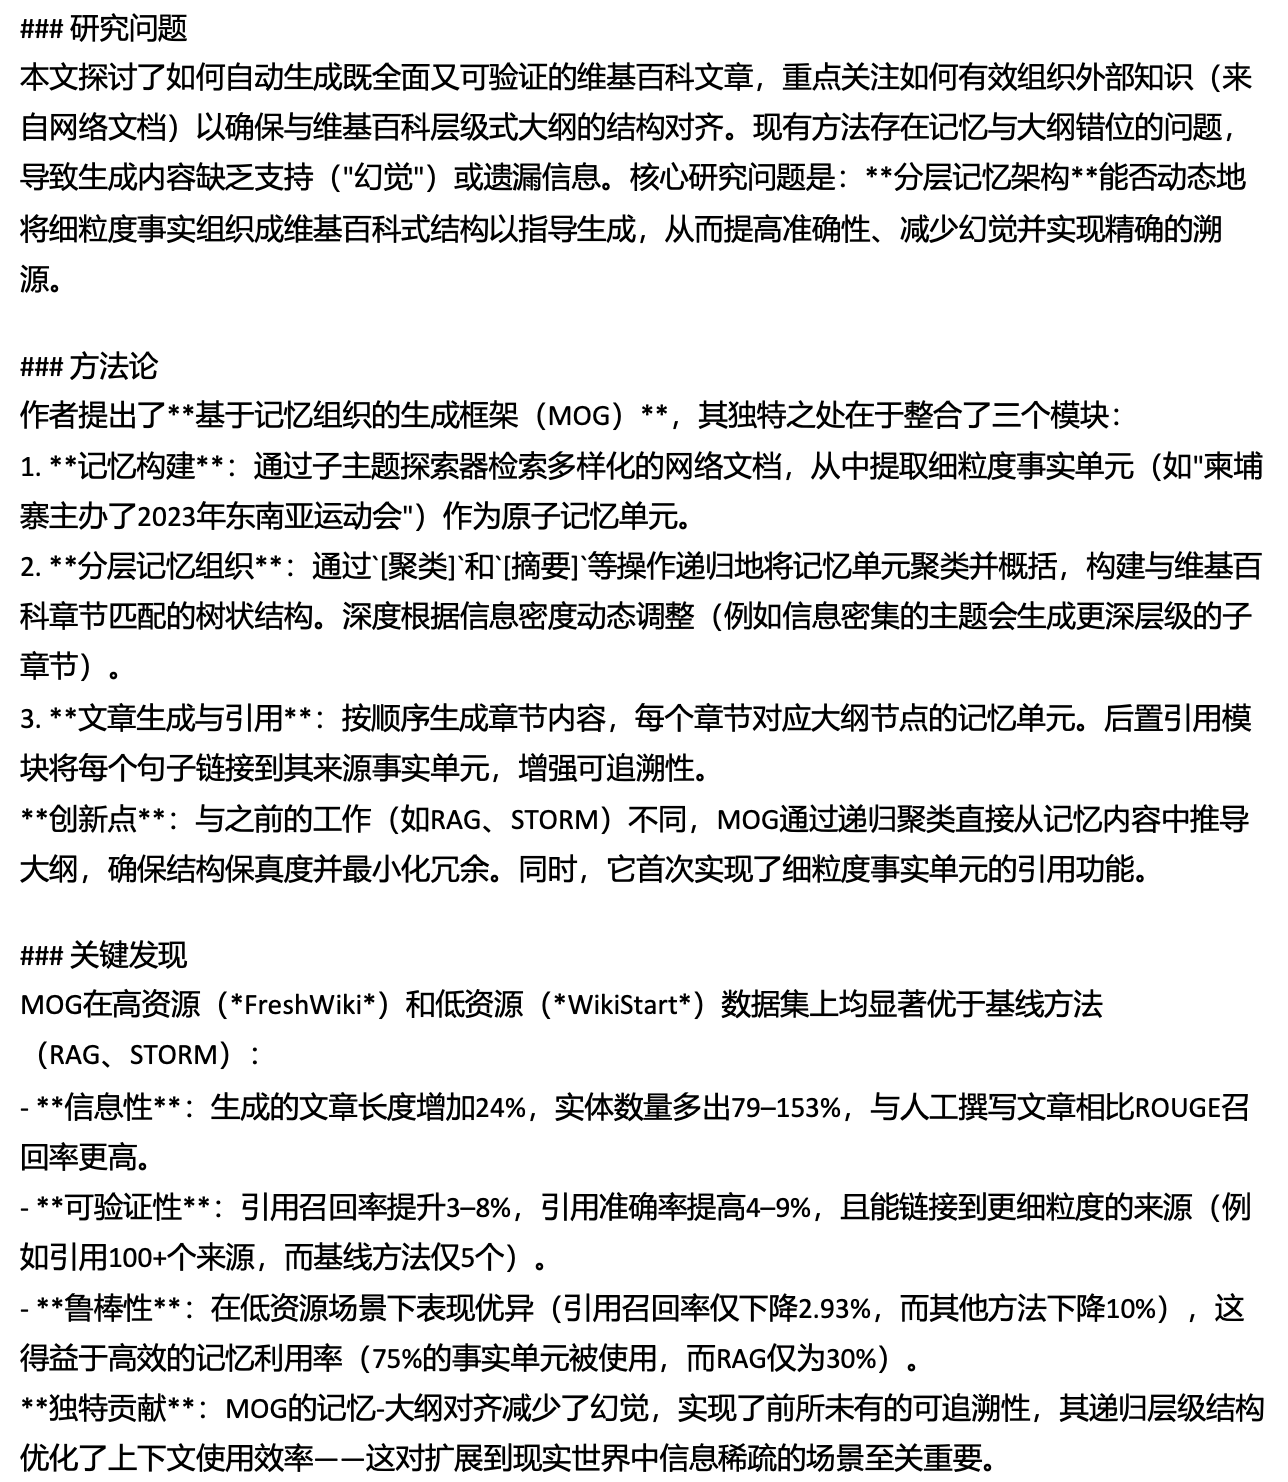 ### 研究问题
本文探讨了如何自动生成既全面又可验证的维基百科文章，重点关注如何有效组织外部知识（来
自网络文档）以确保与维基百科层级式大纲的结构对齐。现有方法存在记忆与大纲错位的问题，
导致生成内容缺乏支持（"幻觉"）或遗漏信息。核心研究问题是：**分层记忆架构**能否动态地
将细粒度事实组织成维基百科式结构以指导生成，从而提高准确性、减少幻觉并实现精确的溯
源。
### 方法论
作者提出了**基于记忆组织的生成框架（MOG）**，其独特之处在于整合了三个模块：
1. **记忆构建**：通过子主题探索器检索多样化的网络文档，从中提取细粒度事实单元（如"柬埔
寨主办了2023年东南亚运动会"）作为原子记忆单元。
2. **分层记忆组织**：通过`[聚类]`和`[摘要]`等操作递归地将记忆单元聚类并概括，构建与维基百
科章节匹配的树状结构。深度根据信息密度动态调整（例如信息密集的主题会生成更深层级的子
章节）。
3. **文章生成与引用**：按顺序生成章节内容，每个章节对应大纲节点的记忆单元。后置引用模
块将每个句子链接到其来源事实单元，增强可追溯性。
**创新点**：与之前的工作（如RAG、STORM）不同，MOG通过递归聚类直接从记忆内容中推导
大纲，确保结构保真度并最小化冗余。同时，它首次实现了细粒度事实单元的引用功能。
### 关键发现
MOG在高资源（*FreshWiki*）和低资源（*WikiStart*）数据集上均显著优于基线方法
（RAG、STORM）：
- **信息性**：生成的文章长度增加24%，实体数量多出79–153%，与人工撰写文章相比ROUGE召
回率更高。
- **可验证性**：引用召回率提升3–8%，引用准确率提高4–9%，且能链接到更细粒度的来源（例
如引用100+个来源，而基线方法仅5个）。
- **鲁棒性**：在低资源场景下表现优异（引用召回率仅下降2.93%，而其他方法下降10%），这
得益于高效的记忆利用率（75%的事实单元被使用，而RAG仅为30%）。
**独特贡献**：MOG的记忆-大纲对齐减少了幻觉，实现了前所未有的可追溯性，其递归层级结构
优化了上下文使用效率——这对扩展到现实世界中信息稀疏的场景至关重要。